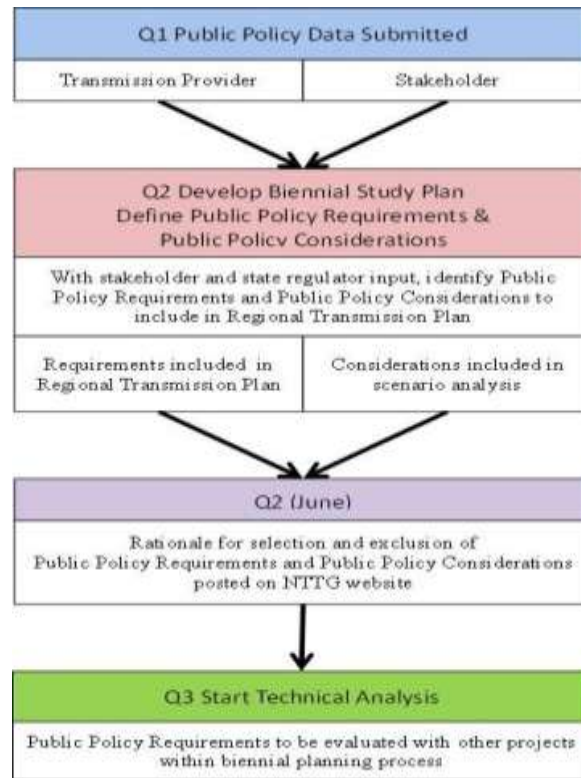 Q1 Public Policy Data Submitted
Transmission Provider
Stakeholder
Q2 Develop Biennial Study Plan
Define Public Policy Requirements &
Public Policy Considerations
With stakeholder and state regulator input, identify Public
Policy Requirements and Public Policy Considerations to
include in Regional Transmission Plan
Requirements included in
Regional Transmission Plan
Considerations included in
scenario analysis
Q2 (June)
Rationale for selection and exclusion of
Public Policy Requirements and Public Policy Considerations
posted on NTTG website
Q3 Start Technical Analysis
Public Policy Requirements to be evaluated with other projects
within biennial planning process